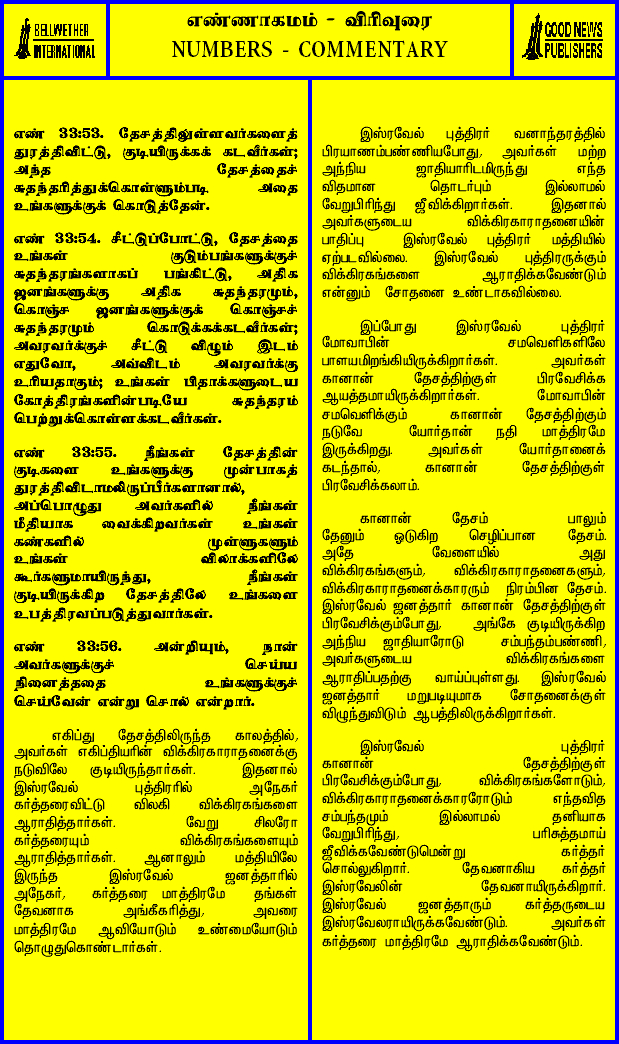 BELLWETHER
INTERNATIONAL
எண்ணாகமம் - விரிவுரை
NUMBERS - COMMENTARY
GOOD NEWS
PUBLISHERS
எண் 33:53. தேசத்திலுள்ளவர்களைத்
துரத்திவிட்டு, குடியிருக்கக் கடவீர்கள்;
அந்த தேசத்தைச்
சுதந்தரித்துக்கொள்ளும்படி அதை
உங்களுக்குக் கொடுத்தேன்.
எண் 33:54. சீட்டுப்போட்டு, தேசத்தை
உங்கள் குடும்பங்களுக்குச்
சுதந்தரங்களாகப் பங்கிட்டு, அதிக
ஜனங்களுக்கு அதிக சுதந்தரமும்,
கொஞ்ச ஜனங்களுக்குக் கொஞ்சச்
சுதந்தரமும் கொடுக்கக்கடவீர்கள்;
அவரவர்க்குச் சீட்டு விழும் இடம்
எதுவோ, அவ்விடம் அவரவர்க்கு
உரியதாகும்; உங்கள் பிதாக்களுடைய
கோத்திரங்களின்படியே சுதந்தரம்
பெற்றுக்கொள்ளக்கடவீர்கள்.
எண் 33:55. நீங்கள் தேசத்தின்
குடிகளை உங்களுக்கு முன்பாகத்
துரத்திவிடாமலிருப்பீர்களானால்,
அப்பொழுது அவர்களில் நீங்கள்
மீதியாக வைக்கிறவர்கள் உங்கள்
கண்களில் முள்ளுகளும்
உங்கள் விலாக்களிலே
கூர்களுமாயிருந்து, நீங்கள்
குடியிருக்கிற தேசத்திலே உங்களை
உபத்திரவப்படுத்துவார்கள்.
எண் 33:56. அன்றியும், நான்
அவர்களுக்குச் செய்ய
நினைத்ததை உங்களுக்குச்
செய்வேன் என்று சொல் என்றார்.
எகிப்து தேசத்திலிருந்த காலத்தில்,
அவர்கள் எகிப்தியரின் விக்கிரகாராதனைக்கு
நடுவிலே குடியிருந்தார்கள். இதனால்
இஸ்ரவேல் புத்திரரில் அநேகர்
கர்த்தரைவிட்டு விலகி விக்கிரகங்களை
ஆராதித்தார்கள். வேறு சிலரோ
கர்த்தரையும் விக்கிரகங்களையும்
ஆராதித்தார்கள். ஆனாலும் மத்தியிலே
இருந்த இஸ்ரவேல் ஜனத்தாரில்
அநேகர், கர்த்தரை மாத்திரமே தங்கள்
தேவனாக அங்கீகரித்து, அவரை
மாத்திரமே ஆவியோடும் உண்மையோடும்
தொழுதுகொண்டார்கள்.
இஸ்ரவேல் புத்திரர் வனாந்தரத்தில்
பிரயாணம்பண்ணியபோது, அவர்கள் மற்ற
அந்நிய ஜாதியாரிடமிருந்து எந்த
விதமான தொடர்பும் இல்லாமல்
வேறுபிரிந்து ஜீவிக்கிறார்கள். இதனால்
அவர்களுடைய விக்கிரகாராதனையின்
பாதிப்பு இஸ்ரவேல் புத்திரர் மத்தியில்
ஏற்படவில்லை. இஸ்ரவேல் புத்திரருக்கும்
விக்கிரகங்களை ஆராதிக்கவேண்டும்
என்னும் சோதனை உண்டாகவில்லை.
இப்போது இஸ்ரவேல் புத்திரர்
மோவாபின் சமவெளிகளிலே
பாளயமிறங்கியிருக்கிறார்கள். அவர்கள்
கானான் தேசத்திற்குள் பிரவேசிக்க
ஆயத்தமாயிருக்கிறார்கள். மோவாபின்
சமவெளிக்கும் கானான் தேசத்திற்கும்
நடுவே யோர்தான் நதி மாத்திரமே
இருக்கிறது. அவர்கள் யோர்தானைக்
கடந்தால், கானான் தேசத்திற்குள்
பிரவேசிக்கலாம்.
கானான் தேசம் பாலும்
தேனும் ஓடுகிற செழிப்பான தேசம்.
அதே வேளையில் அது
விக்கிரகங்களும், விக்கிரகாராதனைகளும்,
விக்கிரகாராதனைக்காரரும் நிரம்பின தேசம்.
இஸ்ரவேல் ஜனத்தார் கானான் தேசத்திற்குள்
பிரவேசிக்கும்போது, அங்கே குடியிருக்கிற
அந்நிய ஜாதியாரோடு சம்பந்தம்பண்ணி,
அவர்களுடைய விக்கிரகங்களை
ஆராதிப்பதற்கு வாய்ப்புள்ளது. இஸ்ரவேல்
ஜனத்தார் மறுபடியுமாக சோதனைக்குள்
விழுந்துவிடும் ஆபத்திலிருக்கிறார்கள்.
இஸ்ரவேல் புத்திரர்
கானான் தேசத்திற்குள்
பிரவேசிக்கும்போது, விக்கிரகங்களோடும்,
விக்கிரகாராதனைக்காரரோடும் எந்தவித
சம்பந்தமும் இல்லாமல் தனியாக
வேறுபிரிந்து, பரிசுத்தமாய்
ஜீவிக்கவேண்டுமென்று கர்த்தர்
சொல்லுகிறார். தேவனாகிய கர்த்தர்
இஸ்ரவேலின் தேவனாயிருக்கிறார்.
இஸ்ரவேல் ஜனத்தாரும் கர்த்தருடைய
இஸ்ரவேலராயிருக்கவேண்டும். அவர்கள்
கர்த்தரை மாத்திரமே ஆராதிக்கவேண்டும்.